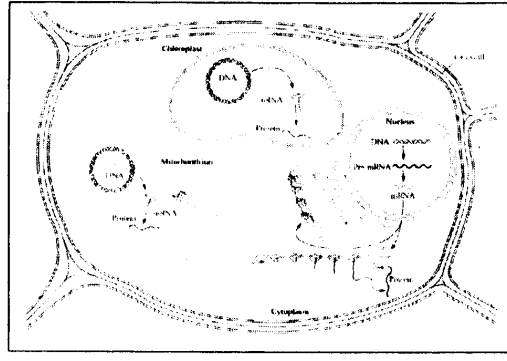 Chloroplast
DNA
mRNA
Protein
Nucleus
DNA
Pre-mRNA
mRNA
Mitochondrion
DNA
mRNA
Protein
Protein
Cytoplasm